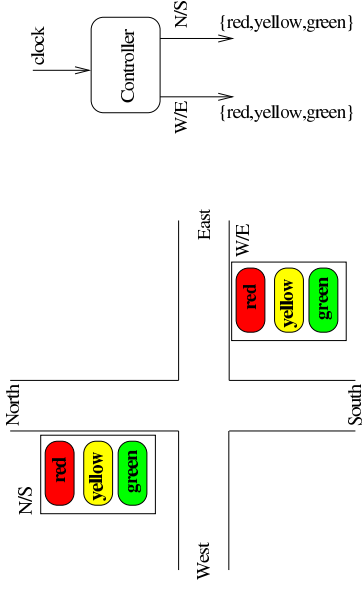 clock
Controller
N/S
{red,yellow,green}
W/E
{red,yellow,green}
North
East
South
West
N/S
red
yellow
green
W/E
red
yellow
green